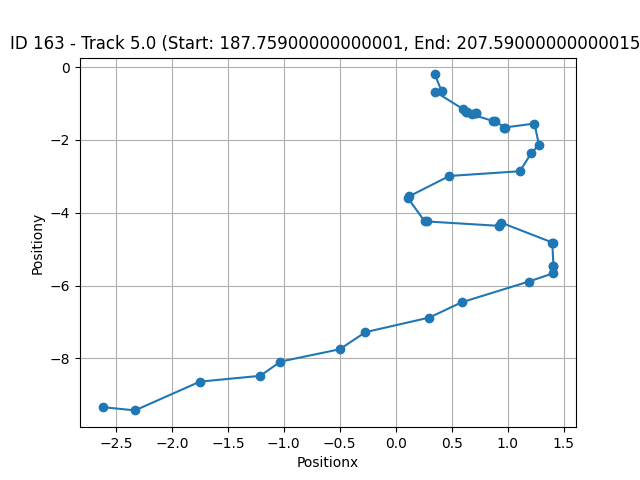 ID 163 - Track 5.0 (Start: 187.75900000000001, End: 207.59000000000015
0
−2
−4
−6
−8
Positiony
−2.5 −2.0 −1.5 −1.0 −0.5 0.0 0.5 1.0 1.5
Positionx